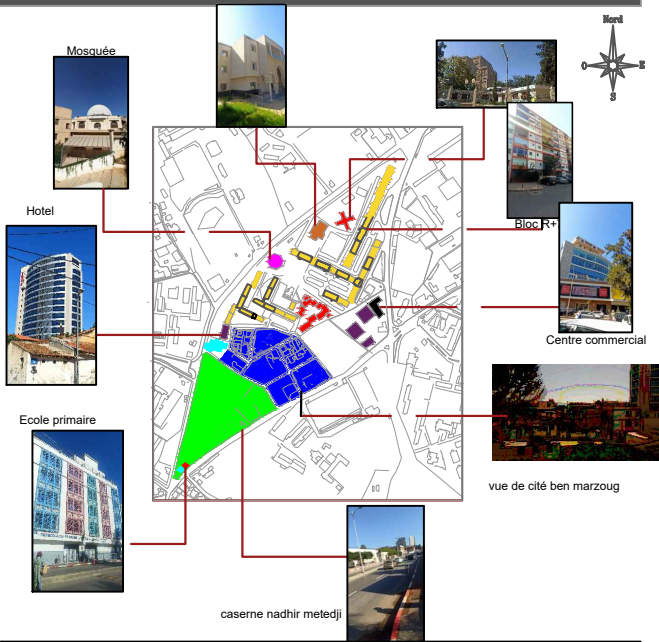 Nord
O
E
S
Mosquée
Hotel
Bloc R+
Centre commercial
Ecole primaire
vue de cité ben marzoug
caserne nadhir metedji